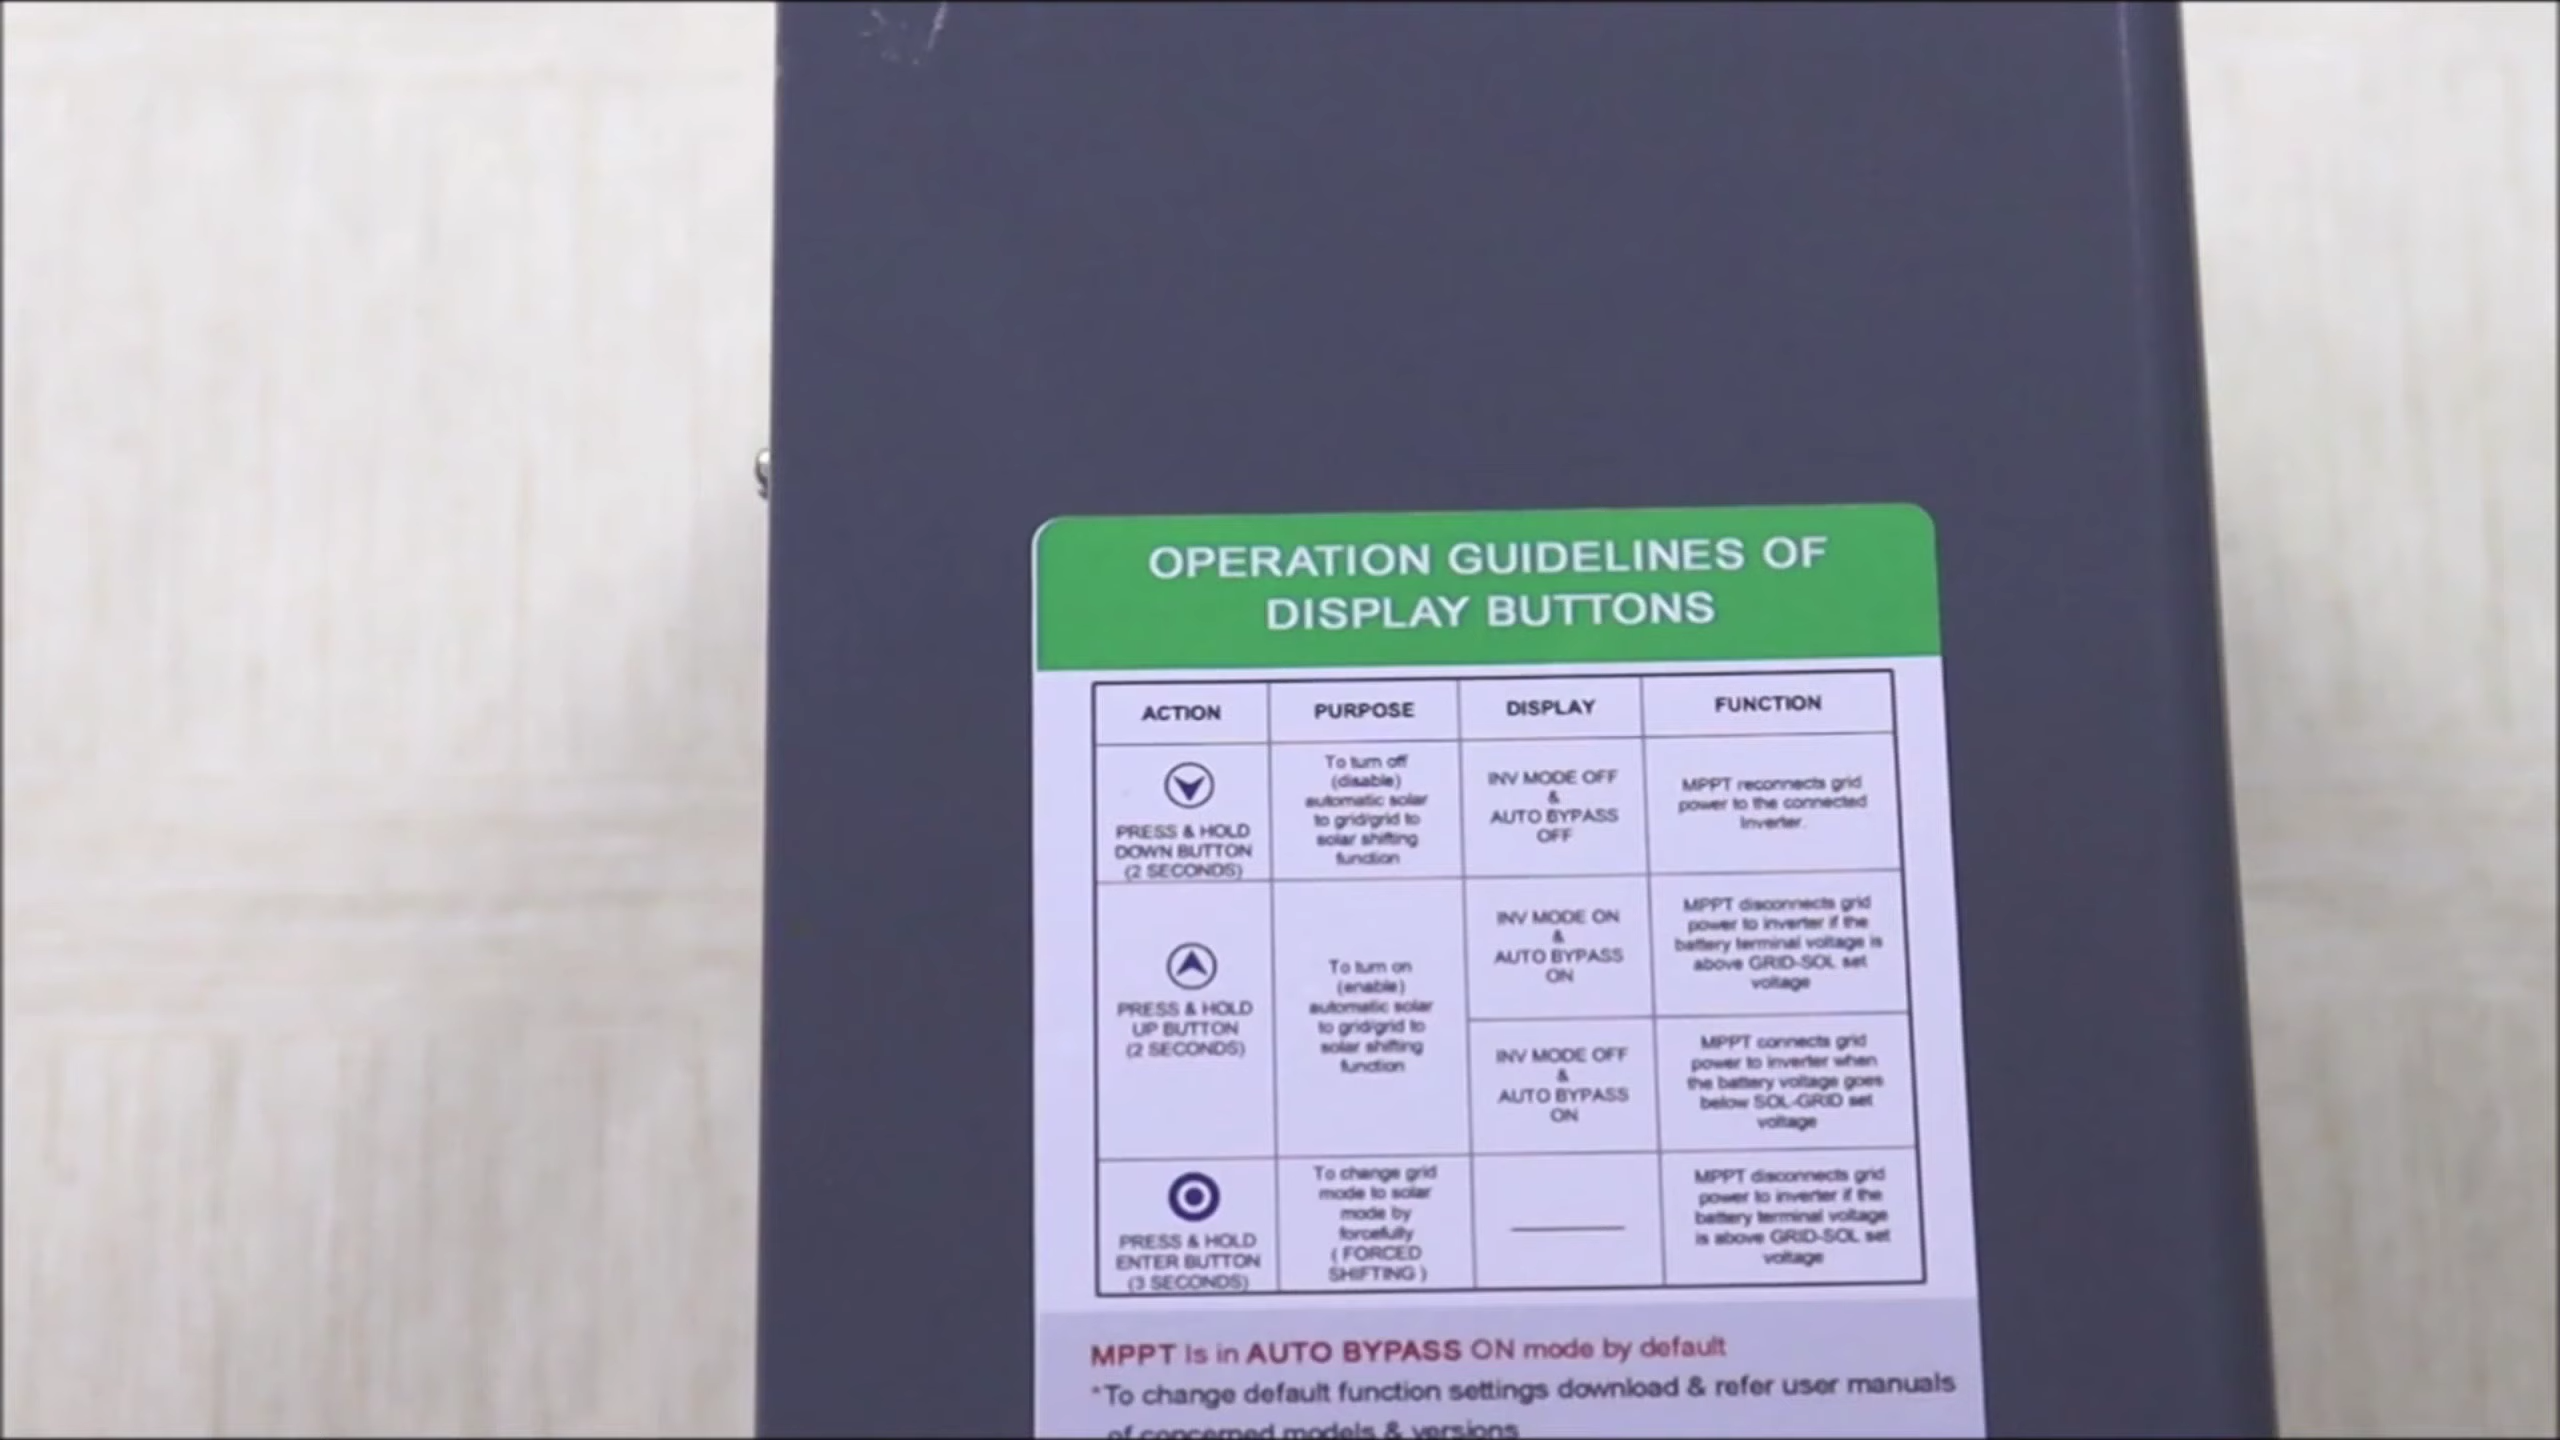 OPERATION GUIDELINES OF
DISPLAY BUTTONS
ACTION
PURPOSE
DISPLAY
FUNCTION
PRESS & HOLD
DOWN BUTTON
(2 SECONDS)
To turn off
(disable)
automatic solar
to grid/grid to
solar shifting
function
INV MODE OFF
&
AUTO BYPASS
OFF
MPPT reconnects grid
power to the connected
Inverter.
PRESS & HOLD
UP BUTTON
(2 SECONDS)
To turn on
(enable)
automatic solar
to grid/grid to
solar shifting
function
INV MODE ON
&
AUTO BYPASS
ON
MPPT disconnects grid
power to inverter if the
battery terminal voltage is
above GRID-SOL set
voltage
INV MODE OFF
&
AUTO BYPASS
ON
MPPT connects grid
power to inverter when
the battery voltage goes
below SOL-GRID set
voltage
PRESS & HOLD
ENTER BUTTON
(3 SECONDS)
To change grid
mode to solar
mode by
forcefully
( FORCED
SHIFTING )
MPPT disconnects grid
power to inverter if the
battery terminal voltage
is above GRID-SOL set
voltage
MPPT Is in AUTO BYPASS ON mode by default
*To change default function settings download & refer user manuals
of concerned models & versions